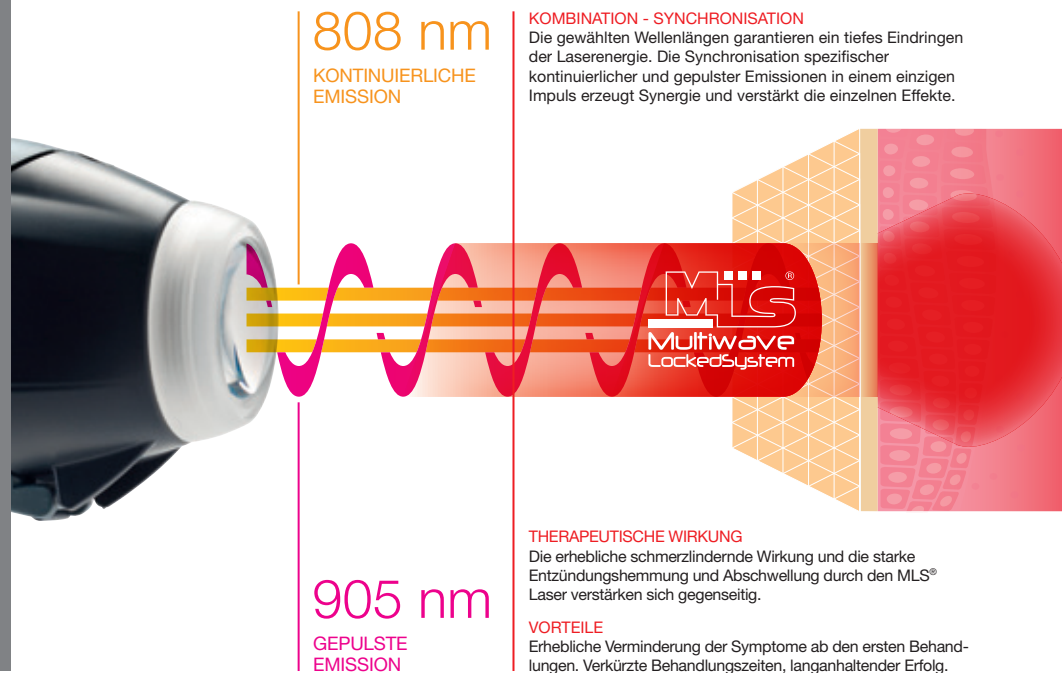 808 nm
KONTINUIERLICHE
EMISSION
KOMBINATION - SYNCHRONISATION
Die gewählten Wellenlängen garantieren ein tiefes Eindringen
der Laserenergie. Die Synchronisation spezifischer
kontinuierlicher und gepulster Emissionen in einem einzigen
Impuls erzeugt Synergie und verstärkt die einzelnen Effekte.
MLS®
Multiwave
LockedSystem
905 nm
GEPULSTE
EMISSION
THERAPEUTISCHE WIRKUNG
Die erhebliche schmerzlindernde Wirkung und die starke
Entzündungshemmung und Abschwellung durch den MLS®
Laser verstärken sich gegenseitig.
VORTEILE
Erhebliche Verminderung der Symptome ab den ersten Behand-
lungen. Verkürzte Behandlungszeiten, langanhaltender Erfolg.